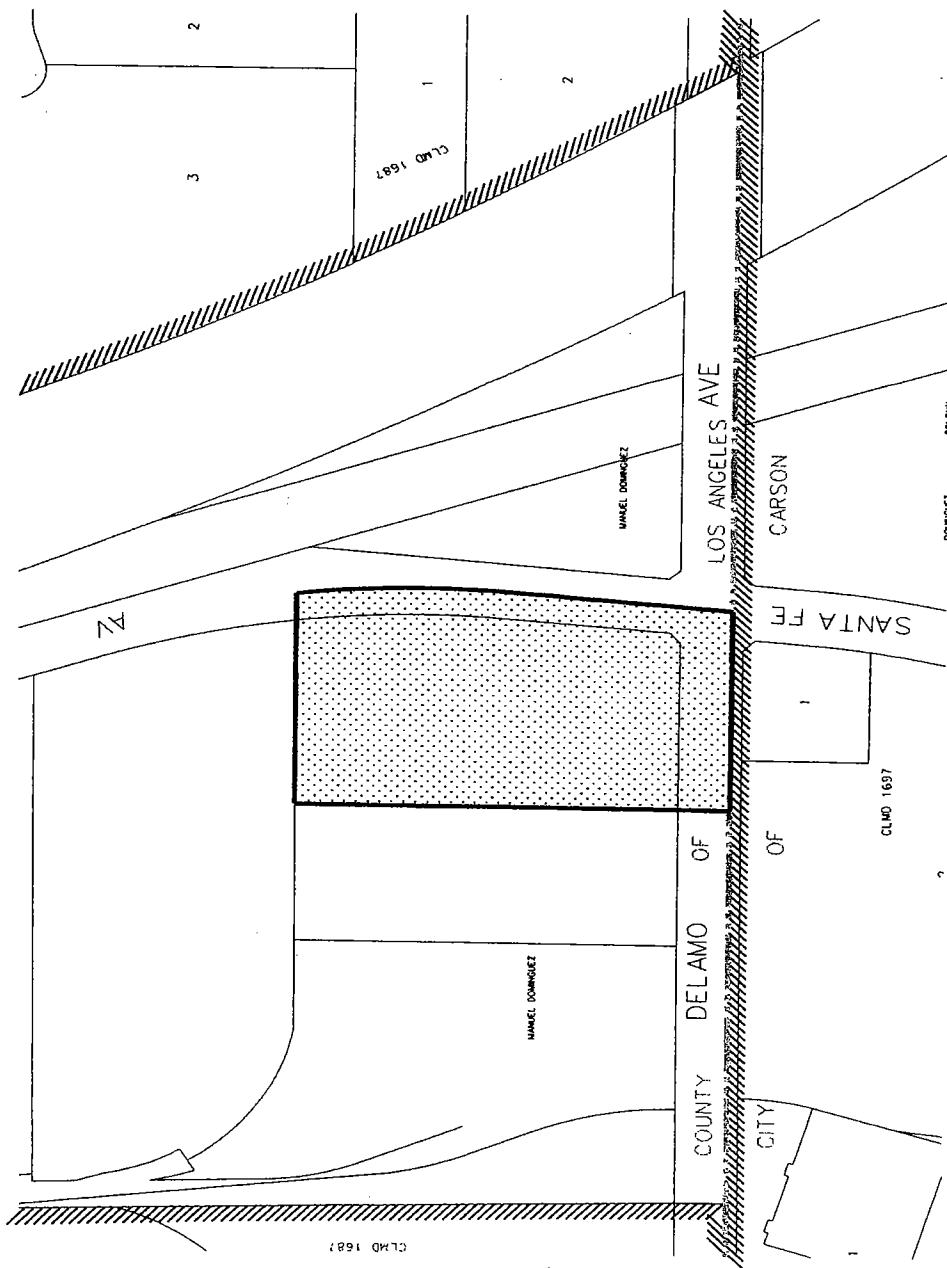 2
1
2
3
CLMD 1687
AV
MANUEL DOMINGUEZ
LOS ANGELES AVE
CARSON
SANTA FE
1
CLMD 1697
MANUEL DOMINGUEZ
COUNTY DELAMO OF
CITY OF
CLMD 1687
1